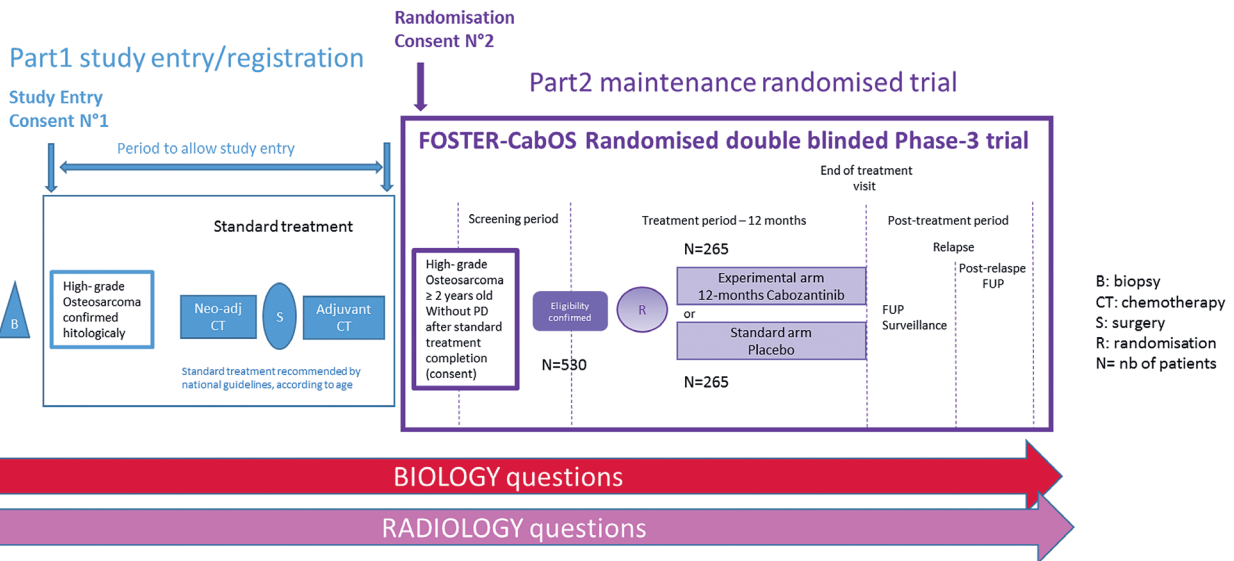 Randomisation
Consent N°2
Part1 study entry/registration
Part2 maintenance randomised trial
Study Entry
Consent N°1
Period to allow study entry
FOSTER-CabOS Randomised double blinded Phase-3 trial
End of treatment
visit
Standard treatment
Screening period
Treatment period – 12 months
Post-treatment period
N=265
Relapse
B
High- grade
Osteosarcoma
confirmed
hitologicaly
Neo-adj
CT
S
Adjuvant
CT
Standard treatment recommended by
national guidelines, according to age
High- grade
Osteosarcoma
≥ 2 years old
Without PD
after standard
treatment
completion
(consent)
Eligibility
confirmed
N=530
R
Experimental arm
12-months Cabozantinib
or
Standard arm
Placebo
N=265
FUP
Surveillance
Post-relaspe
FUP
B: biopsy
CT: chemotherapy
S: surgery
R: randomisation
N= nb of patients
BIOLOGY questions
RADIOLOGY questions